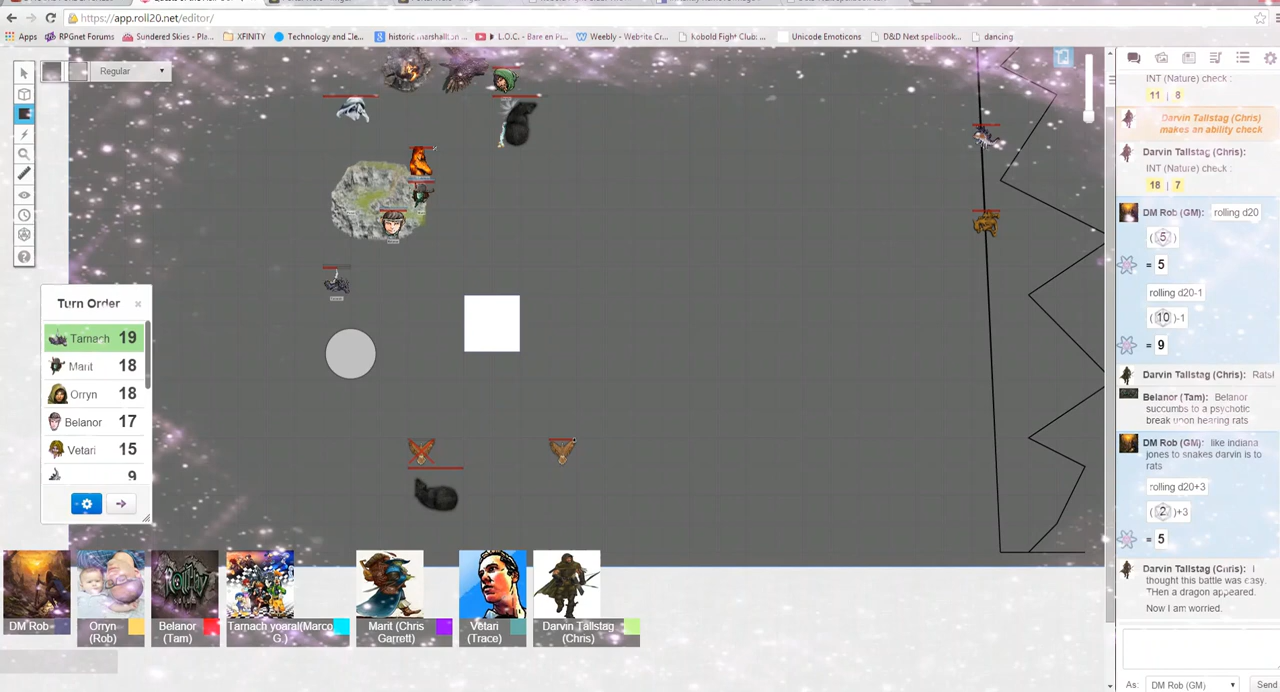 https://app.roll20.net/editor/
Apps
RPGnet Forums
Sundered Skies - Pla...
XFINITY
Technology and Ele...
historic marshallton ...
L.O.C. - Bare en Pi...
Weebly - Website Cr...
Kobold Fight Club: ...
Unicode Emoticons
D&D Next spellbook...
dancing
Regular
Turn Order
Tarnach 19
Marit 18
Orryn 18
Belanor 17
Vetari 15
9
DM Rob
Orryn
(Rob)
Belanor
(Tam)
Tarnach yoaral(Marco
G.)
Marit (Chris
Garrett)
Vetari
(Trace)
Darvin Tallstag
(Chris)
INT (Nature) check :
11 | 8
Darvin Tallstag (Chris)
makes an ability check
Darvin Tallstag (Chris):
INT (Nature) check :
18 | 7
DM Rob (GM): rolling d20
(5)
= 5
rolling d20-1
(10)-1
= 9
Darvin Tallstag (Chris): Rats!
Belanor (Tam): Belanor
succumbs to a psychotic
break upon hearing rats
DM Rob (GM): like indiana
jones to snakes darvin is to
rats
rolling d20+3
(2)+3
= 5
Darvin Tallstag (Chris): I
thought this battle was easy.
THen a dragon appeared.
Now I am worried.
As: DM Rob (GM)
Send